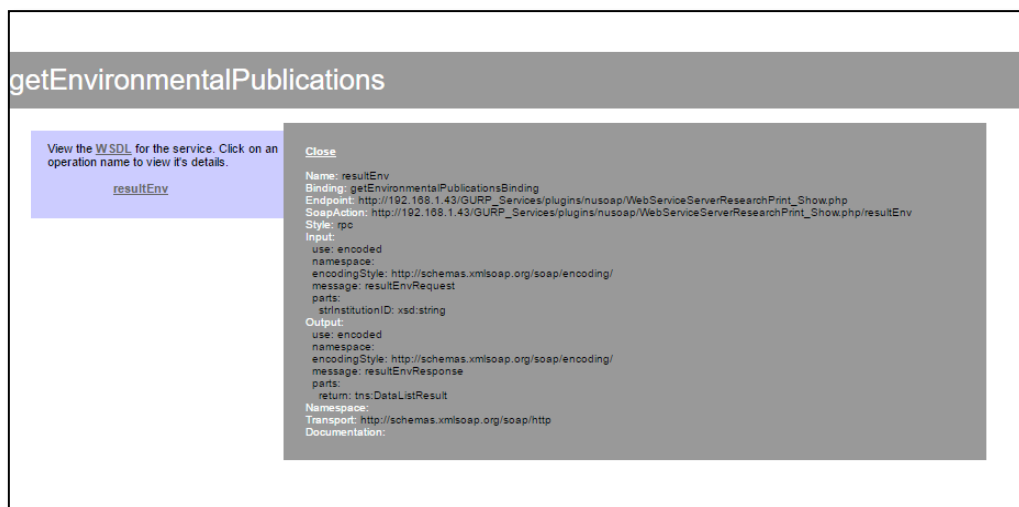 getEnvironmentalPublications
View the WSDL for the service. Click on an
operation name to view it's details.
resultEnv
Close
Name: resultEnv
Binding: getEnvironmentalPublicationsBinding
Endpoint: http://192.168.1.43/GURP_Services/plugins/nusoap/WebServiceServerResearchPrint_Show.php
SoapAction: http://192.168.1.43/GURP_Services/plugins/nusoap/WebServiceServerResearchPrint_Show.php/resultEnv
Style: rpc
Input:
use: encoded
namespace:
encodingStyle: http://schemas.xmlsoap.org/soap/encoding/
message: resultEnvRequest
parts:
strInstitutionID: xsd:string
Output:
use: encoded
namespace:
encodingStyle: http://schemas.xmlsoap.org/soap/encoding/
message: resultEnvResponse
parts:
return: tns:DataListResult
Namespace:
Transport: http://schemas.xmlsoap.org/soap/http
Documentation: